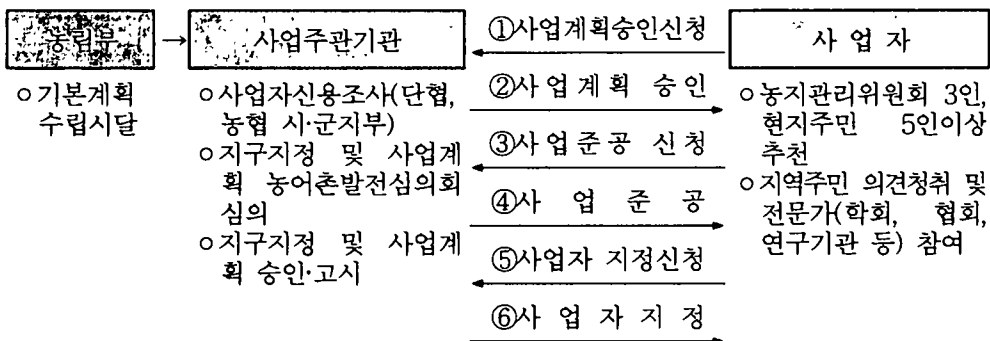 농림부 → 사업주관기관
①사업계획승인신청
사 업 자
②사업계획 승인
③사업준공 신청
④사 업 준 공
⑤사업자 지정신청
⑥사 업 자 지 정
○기본계획
수립시달
○사업자신용조사(단협,
농협 시·군지부)
○지구지정 및 사업계
획 농어촌발전심의회
심의
○지구지정 및 사업계
획 승인·고시
○농지관리위원회 3인,
현지주민 5인이상
추천
○지역주민 의견청취 및
전문가(학회, 협회,
연구기관 등) 참여